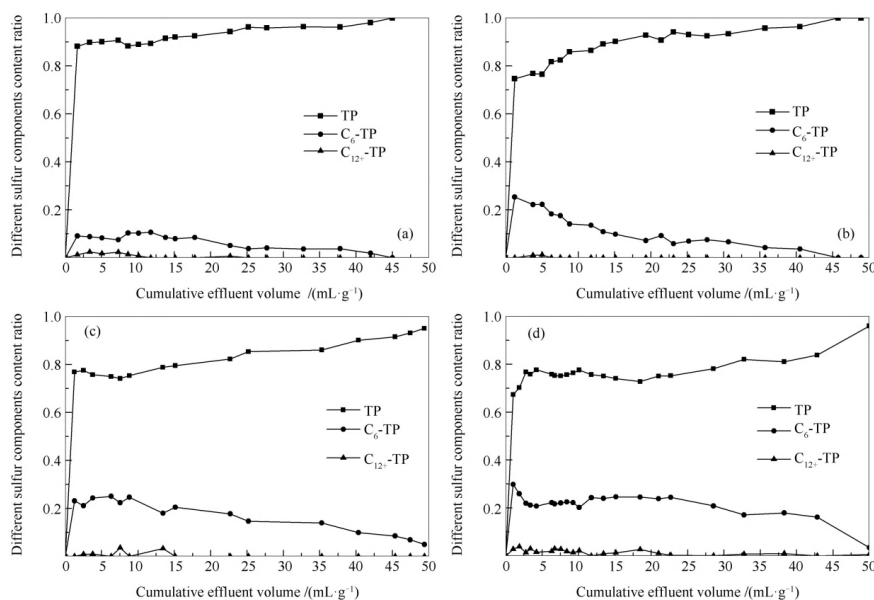 Different sulfur components content ratio
1.0
0.8
0.6
0.4
0.2
TP
C₆-TP
C₁₂₊-TP
(a)
0 5 10 15 20 25 30 35 40 45 50
Cumulative effluent volume /(mL·g⁻¹)
Different sulfur components content ratio
1.0
0.8
0.6
0.4
0.2
TP
C₆-TP
C₁₂₊-TP
(b)
0 5 10 15 20 25 30 35 40 45 50
Cumulative effluent volume /(mL·g⁻¹)
Different sulfur components content ratio
1.0
0.8
0.6
0.4
0.2
(c)
TP
C₆-TP
C₁₂₊-TP
0 5 10 15 20 25 30 35 40 45 50
Cumulative effluent volume /(mL·g⁻¹)
Different sulfur components content ratio
1.0
0.8
0.6
0.4
0.2
(d)
TP
C₆-TP
C₁₂₊-TP
0 5 10 15 20 25 30 35 40 45 50
Cumulative effluent volume /(mL·g⁻¹)